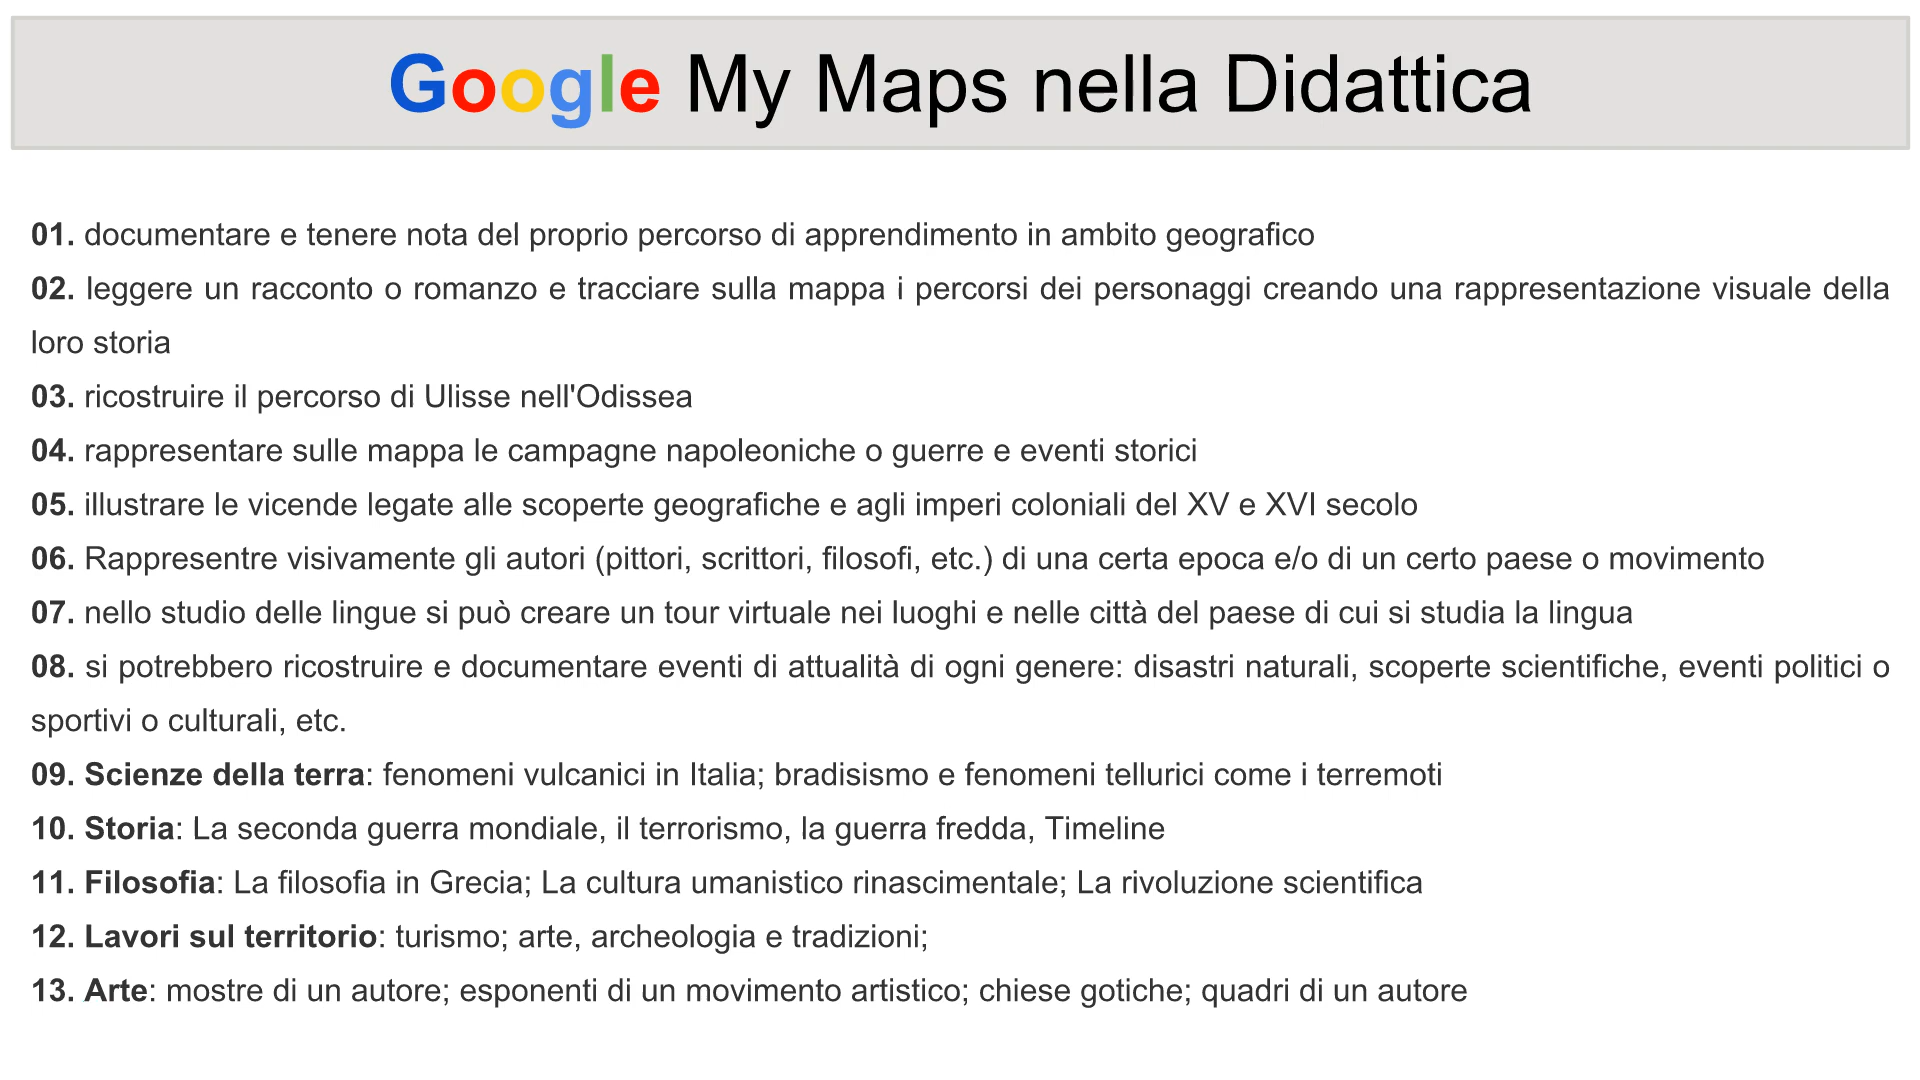 Google My Maps nella Didattica
01. documentare e tenere nota del proprio percorso di apprendimento in ambito geografico
02. leggere un racconto o romanzo e tracciare sulla mappa i percorsi dei personaggi creando una rappresentazione visuale della
loro storia
03. ricostruire il percorso di Ulisse nell'Odissea
04. rappresentare sulle mappa le campagne napoleoniche o guerre e eventi storici
05. illustrare le vicende legate alle scoperte geografiche e agli imperi coloniali del XV e XVI secolo
06. Rappresentre visivamente gli autori (pittori, scrittori, filosofi, etc.) di una certa epoca e/o di un certo paese o movimento
07. nello studio delle lingue si può creare un tour virtuale nei luoghi e nelle città del paese di cui si studia la lingua
08. si potrebbero ricostruire e documentare eventi di attualità di ogni genere: disastri naturali, scoperte scientifiche, eventi politici o
sportivi o culturali, etc.
09. Scienze della terra: fenomeni vulcanici in Italia; bradisismo e fenomeni tellurici come i terremoti
10. Storia: La seconda guerra mondiale, il terrorismo, la guerra fredda, Timeline
11. Filosofia: La filosofia in Grecia; La cultura umanistico rinascimentale; La rivoluzione scientifica
12. Lavori sul territorio: turismo; arte, archeologia e tradizioni;
13. Arte: mostre di un autore; esponenti di un movimento artistico; chiese gotiche; quadri di un autore